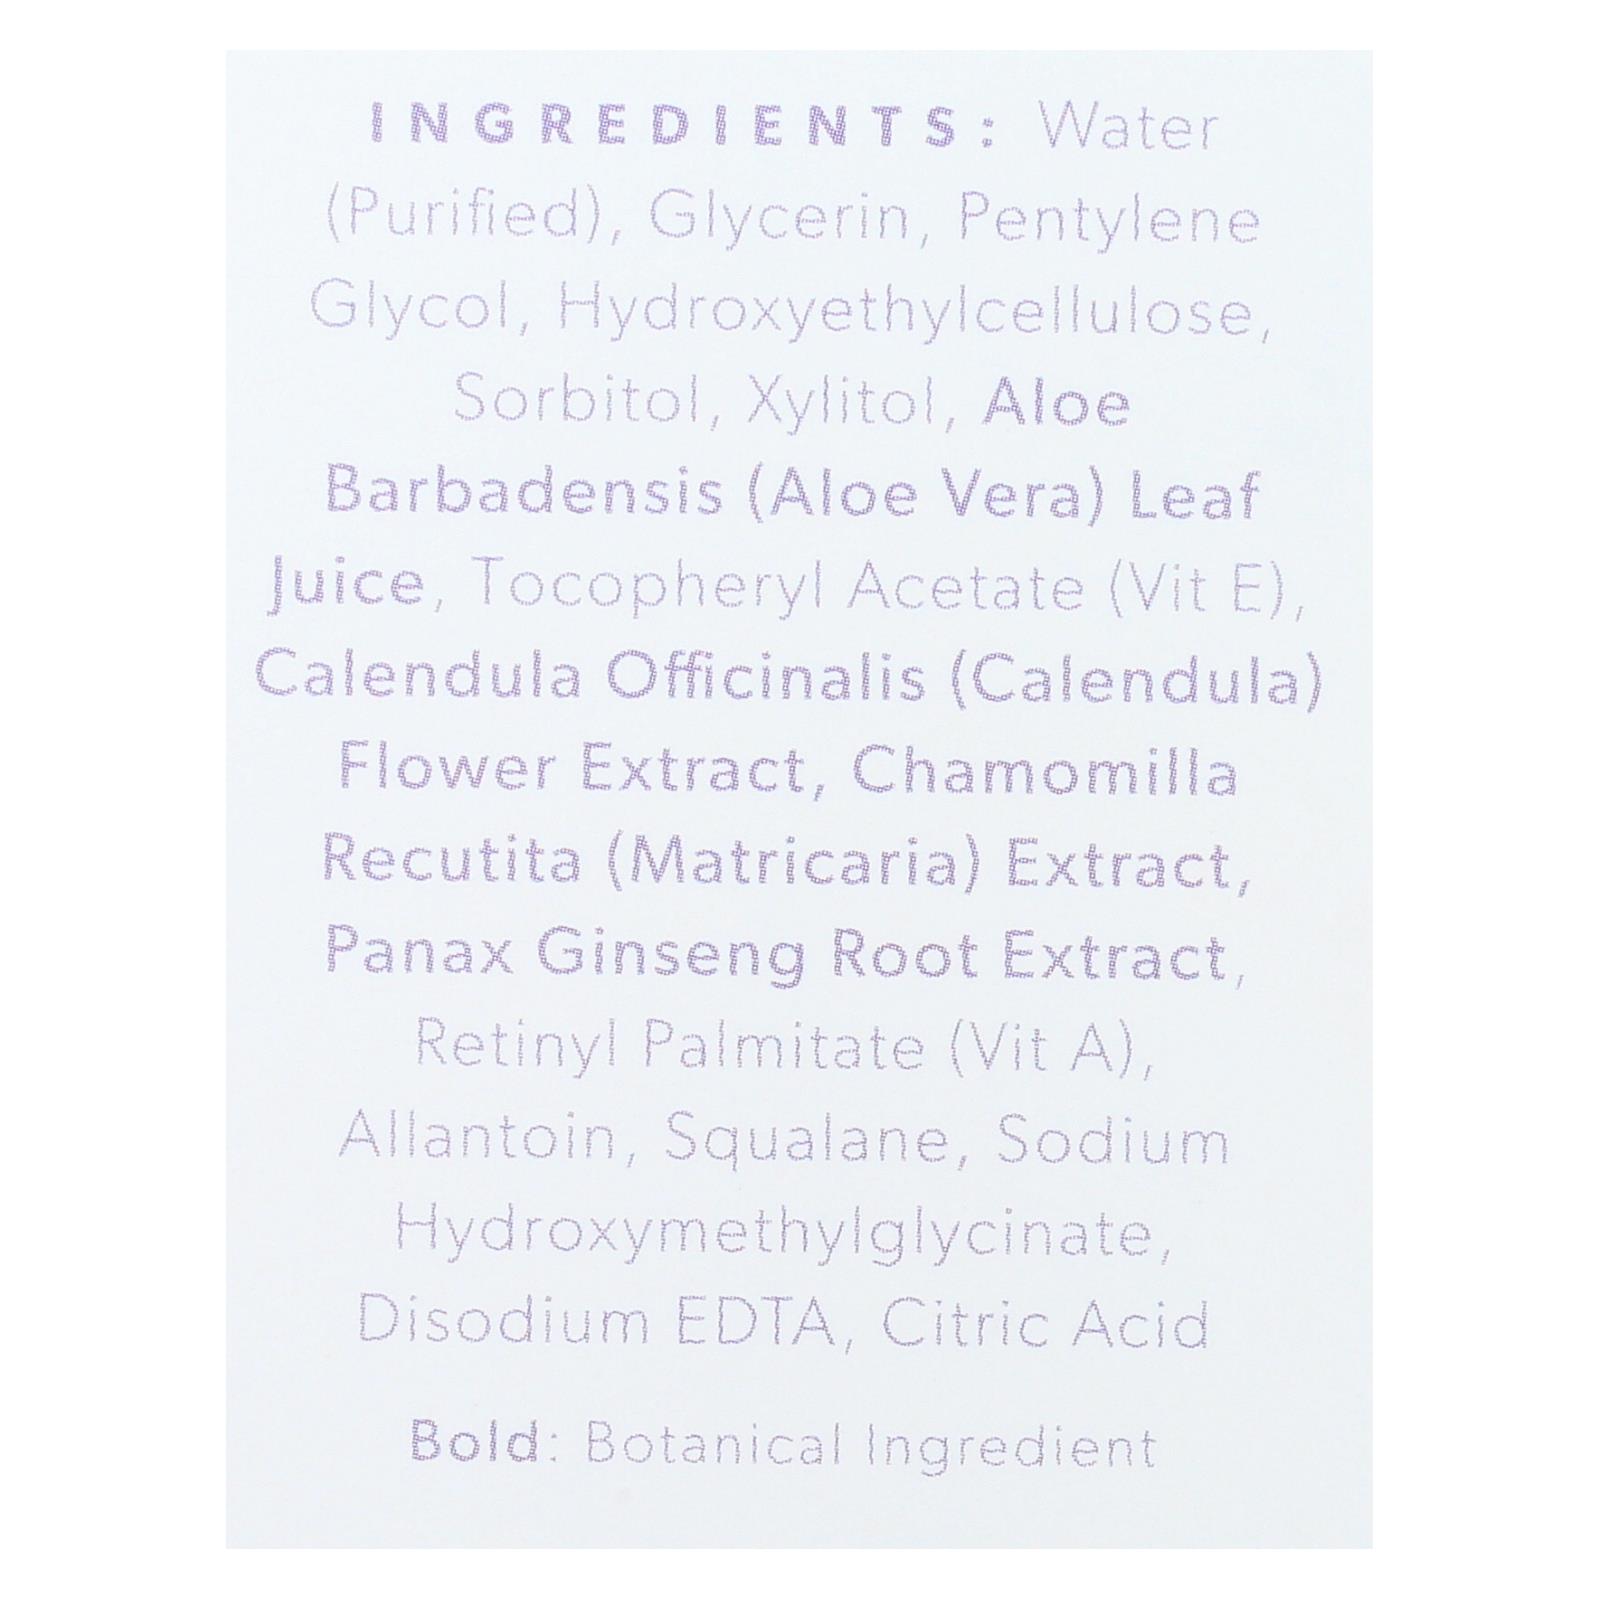 INGREDIENTS: Water
(Purified), Glycerin, Pentylene
Glycol, Hydroxyethylcellulose,
Sorbitol, Xylitol, Aloe
Barbadensis (Aloe Vera) Leaf
Juice, Tocopheryl Acetate (Vit E),
Calendula Officinalis (Calendula)
Flower Extract, Chamomilla
Recutita (Matricaria) Extract,
Panax Ginseng Root Extract,
Retinyl Palmitate (Vit A),
Allantoin, Squalane, Sodium
Hydroxymethylglycinate,
Disodium EDTA, Citric Acid
Bold: Botanical Ingredient